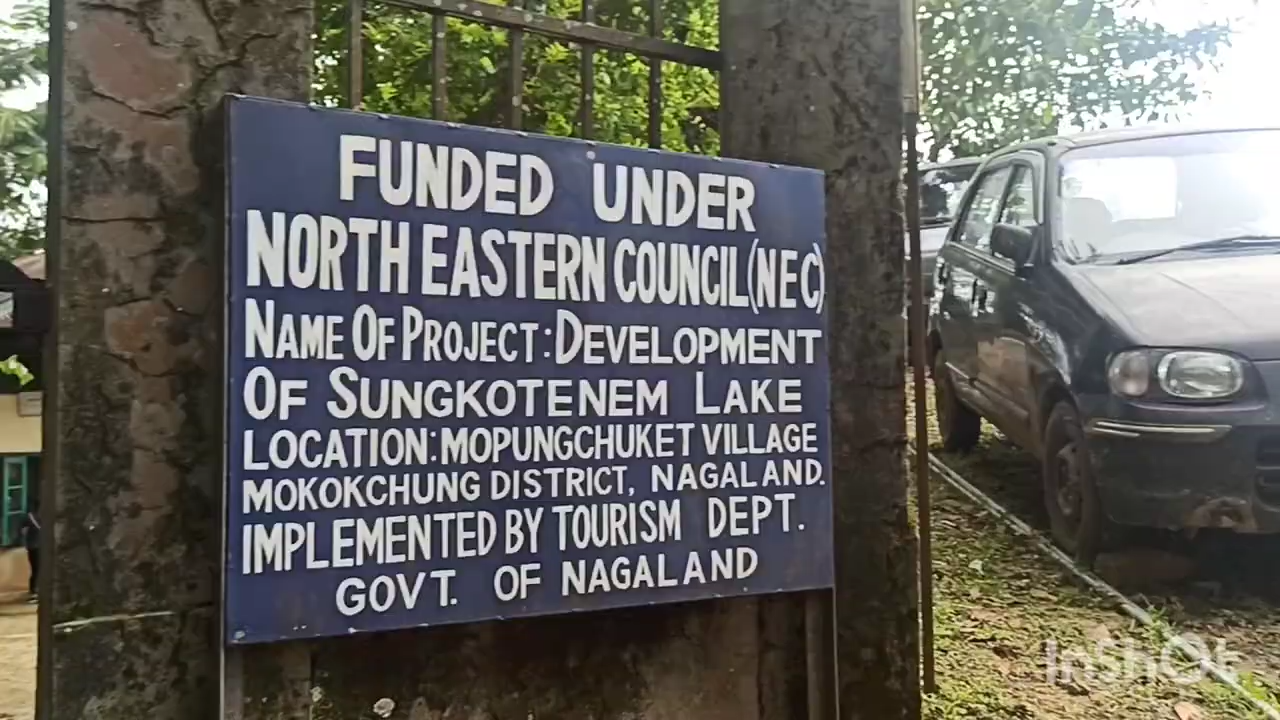 FUNDED UNDER
NORTH EASTERN COUNCIL(NEC)
NAME OF PROJECT:DEVELOPMENT
OF SUNGKOTENEM LAKE
LOCATION:MOPUNGCHUKET VILLAGE
MOKOKCHUNG DISTRICT, NAGALAND.
IMPLEMENTED BY TOURISM DEPT.
GOVT. OF NAGALAND
InShOt